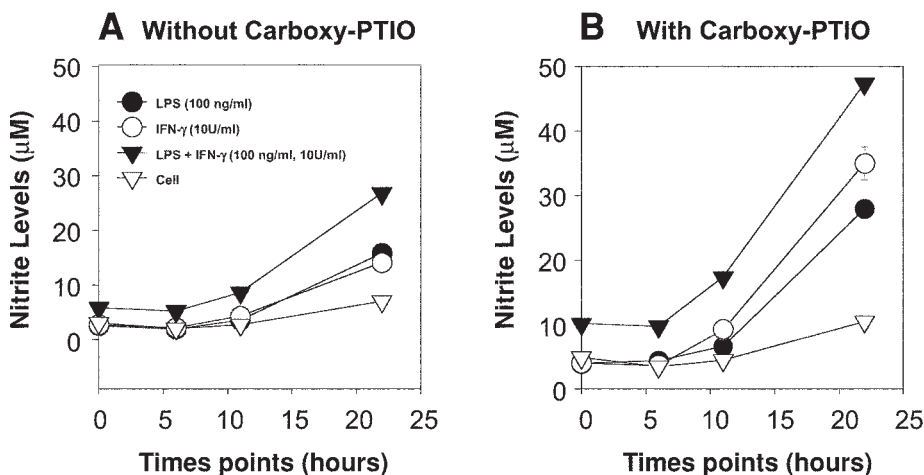 A Without Carboxy-PTIO
Nitrite Levels (µM)
50
40
30
20
10
0
LPS (100 ng/ml)
IFN-γ (10U/ml)
LPS + IFN-γ (100 ng/ml, 10U/ml)
Cell
0 5 10 15 20 25
Times points (hours)
B With Carboxy-PTIO
Nitrite Levels (µM)
50
40
30
20
10
0
0 5 10 15 20 25
Times points (hours)